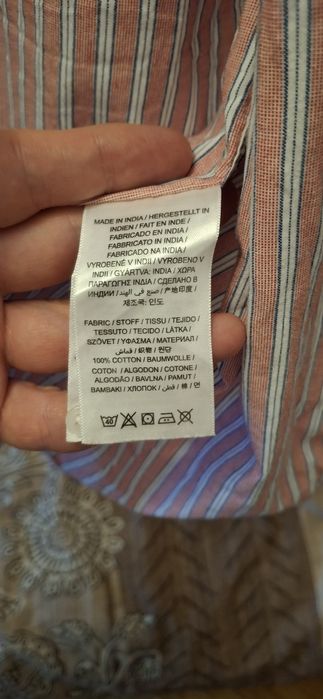 MADE IN INDIA / HERGESTELLT IN
INDIEN / FAIT EN INDE /
FABRICADO EN INDIA /
FABBRICATO IN INDIA /
FABRICADO NA INDIA /
VYROBENÉ V INDII / VYROBENO V
INDII / GYÁRTVA: INDIA / ΧΩΡΑ
ΠΑΡΑΓΩΓΗΣ ΙΝΔΙΑ / СДЕЛАНО В
ИНДИИ / صنع في الهند / 产地印度 /
제조국: 인도
FABRIC / STOFF / TISSU / TEJIDO /
TESSUTO / TECIDO / LÁTKA /
SZÖVET / ΥΦΑΣΜΑ / МАТЕРИАЛ /
قماش / 織物 / 원단
100% COTTON / BAUMWOLLE /
COTON / ALGODON / COTONE /
ALGODÃO / BAVLNA / PAMUT /
ΒΑΜΒΑΚΙ / ХЛОПОК / قطن / 棉 / 면
40